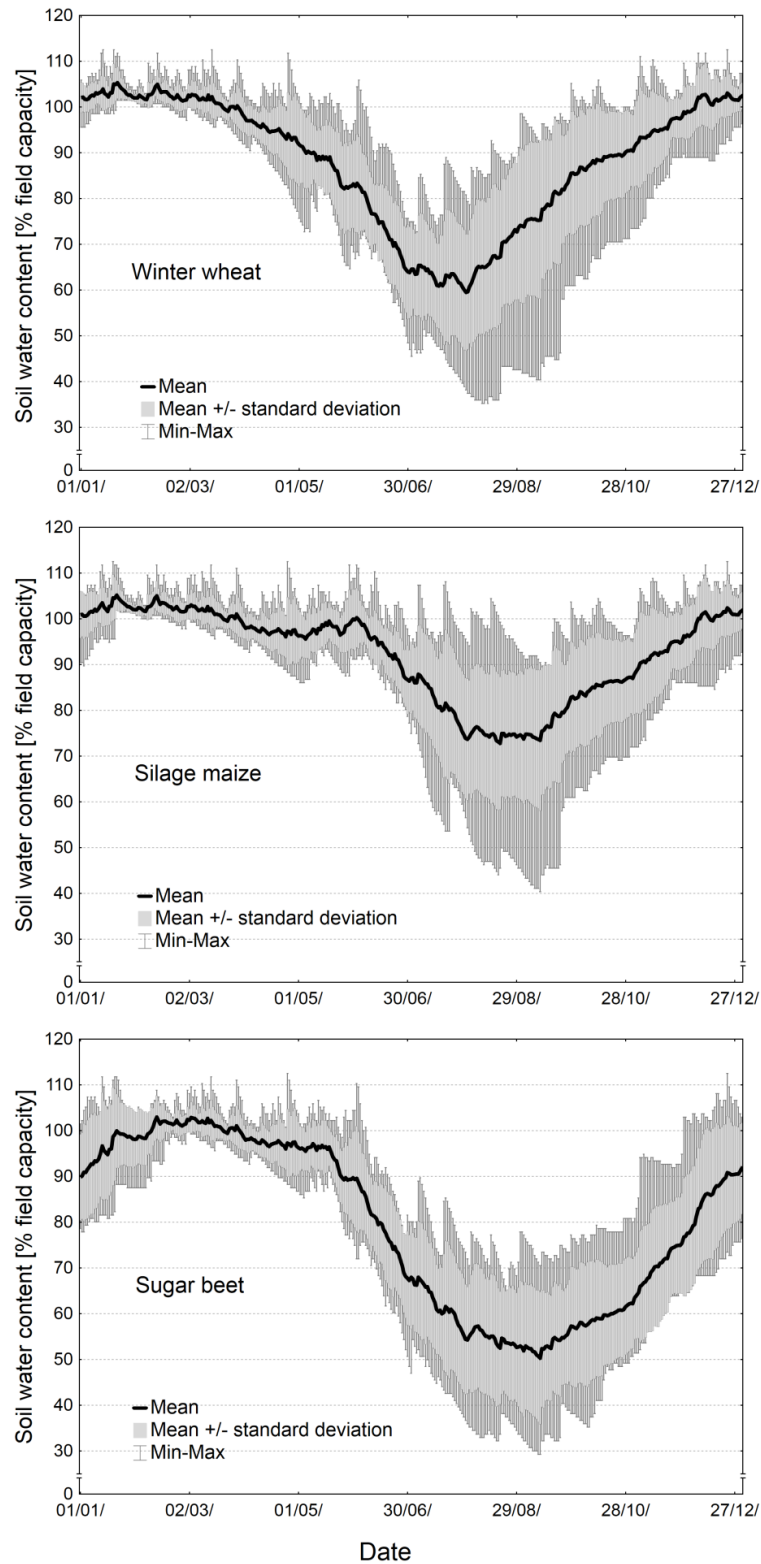 Soil water content [% field capacity]
120
110
100
90
80
70
60
50
40
30
0
Winter wheat
Mean
Mean +/- standard deviation
Min-Max
01/01/ 02/03/ 01/05/ 30/06/ 29/08/ 28/10/ 27/12/
Soil water content [% field capacity]
120
110
100
90
80
70
60
50
40
30
0
Silage maize
Mean
Mean +/- standard deviation
Min-Max
01/01/ 02/03/ 01/05/ 30/06/ 29/08/ 28/10/ 27/12/
Soil water content [% field capacity]
120
110
100
90
80
70
60
50
40
30
0
Sugar beet
Mean
Mean +/- standard deviation
Min-Max
01/01/ 02/03/ 01/05/ 30/06/ 29/08/ 28/10/ 27/12/
Date